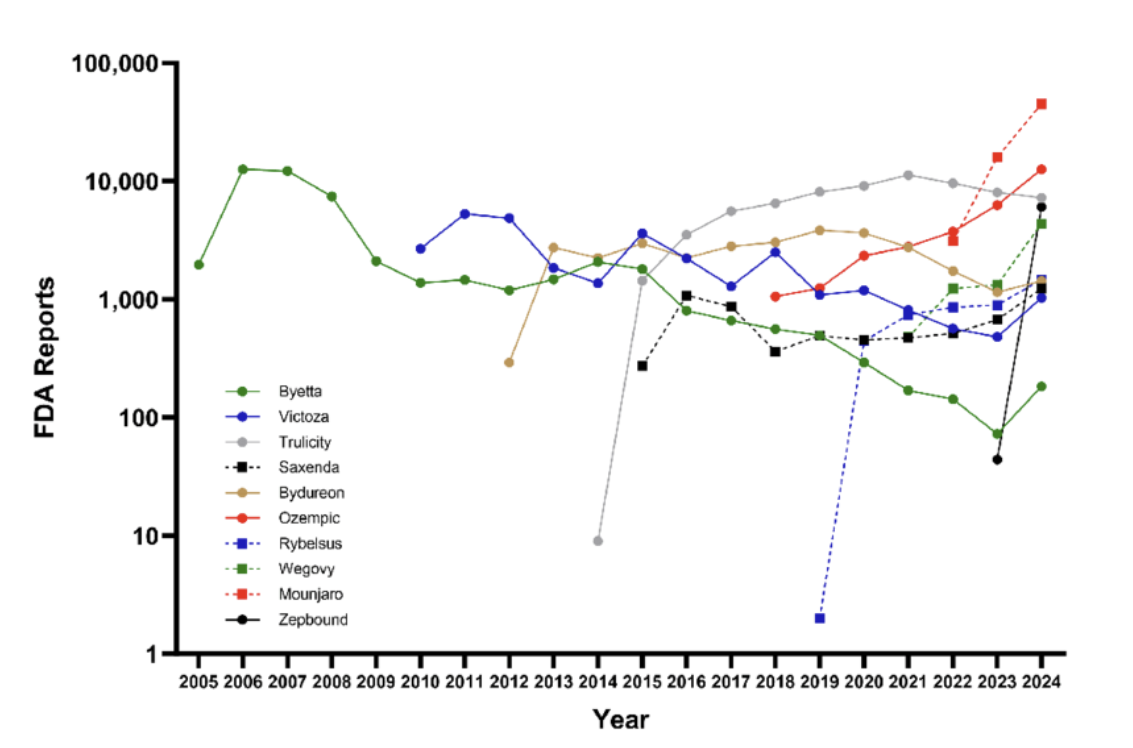 100,000
10,000
1,000
100
10
1
FDA Reports
Byetta
Victoza
Trulicity
Saxenda
Bydureon
Ozempic
Rybelsus
Wegovy
Mounjaro
Zepbound
2005 2006 2007 2008 2009 2010 2011 2012 2013 2014 2015 2016 2017 2018 2019 2020 2021 2022 2023 2024
Year